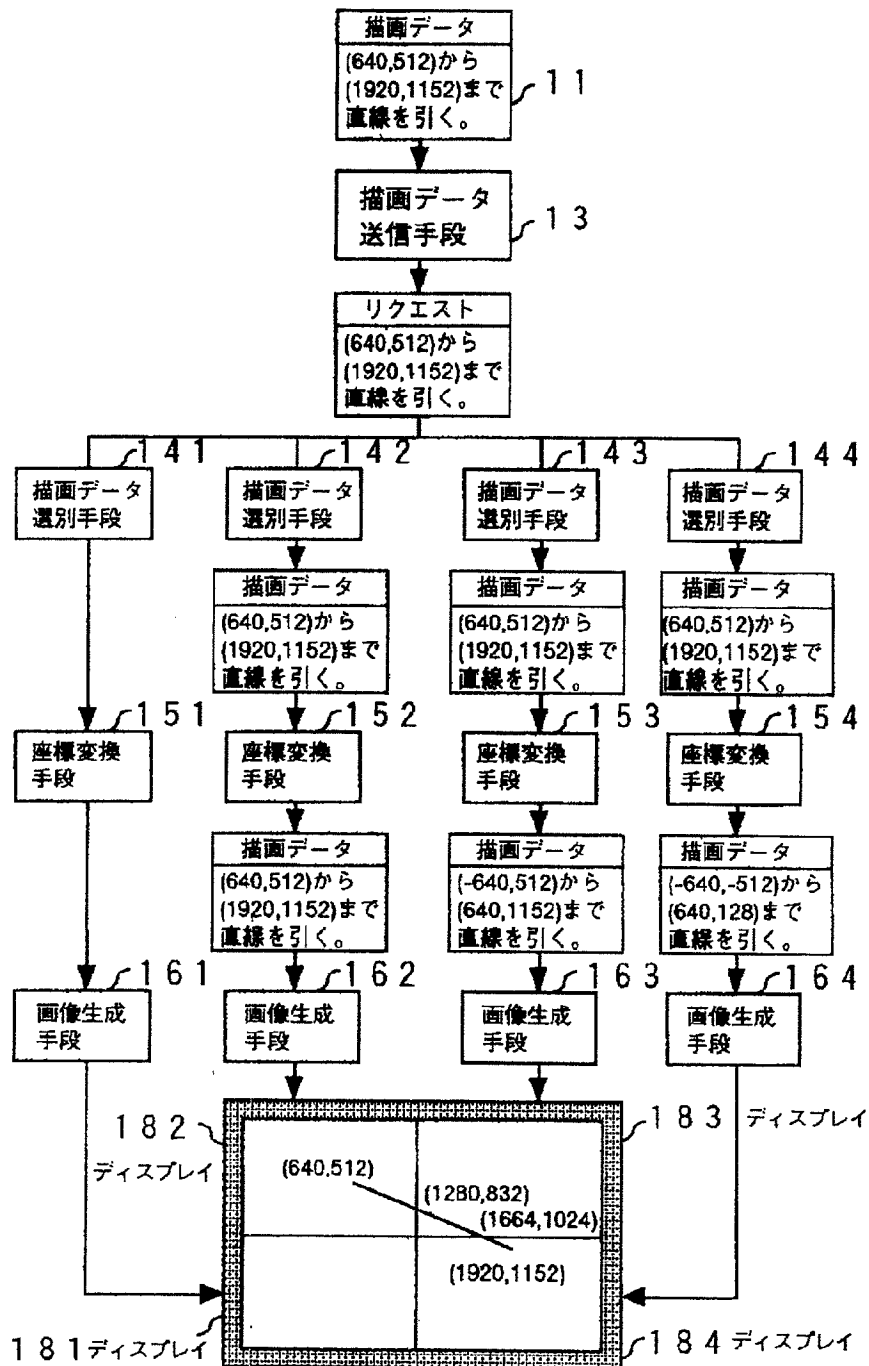 描画データ
(640,512)から
(1920,1152)まで
直線を引く。
11
描画データ
送信手段
13
リクエスト
(640,512)から
(1920,1152)まで
直線を引く。
141
142
143
144
描画データ
選別手段
描画データ
選別手段
描画データ
選別手段
描画データ
選別手段
描画データ
(640,512)から
(1920,1152)まで
直線を引く。
描画データ
(640,512)から
(1920,1152)まで
直線を引く。
描画データ
(640,512)から
(1920,1152)まで
直線を引く。
151
152
153
154
座標変換
手段
座標変換
手段
座標変換
手段
座標変換
手段
描画データ
(640,512)から
(1920,1152)まで
直線を引く。
描画データ
(-640,512)から
(640,1152)まで
直線を引く。
描画データ
(-640,-512)から
(640,128)まで
直線を引く。
161
162
163
164
画像生成
手段
画像生成
手段
画像生成
手段
画像生成
手段
182
ディスプレイ
183 ディスプレイ
(640,512)
(1280,832)
(1664,1024)
(1920,1152)
181ディスプレイ
184 ディスプレイ